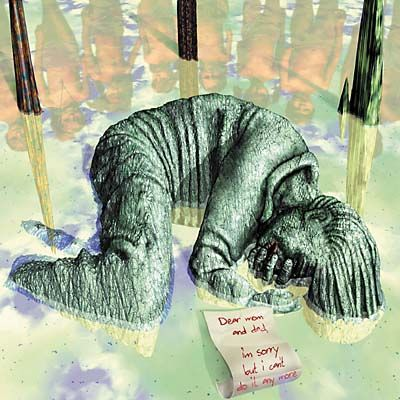 Dear mom
and dad,
i'm sorry
but i can't
do it any more